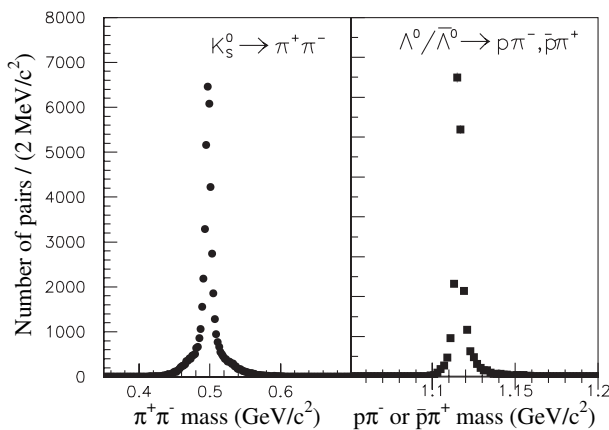 Number of pairs / (2 MeV/c²)
8000
7000
6000
5000
4000
3000
2000
1000
0
K⁰ₛ → π⁺ π⁻
0.4 0.5 0.6
π⁺π⁻ mass (GeV/c²)
Λ⁰/Λ̅⁰ → pπ⁻, p̅π⁺
1.1 1.15 1.2
pπ⁻ or p̅π⁺ mass (GeV/c²)